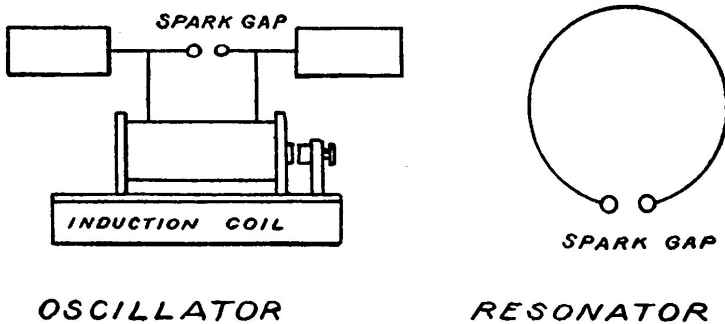 SPARK GAP
INDUCTION COIL
SPARK GAP
OSCILLATOR
RESONATOR